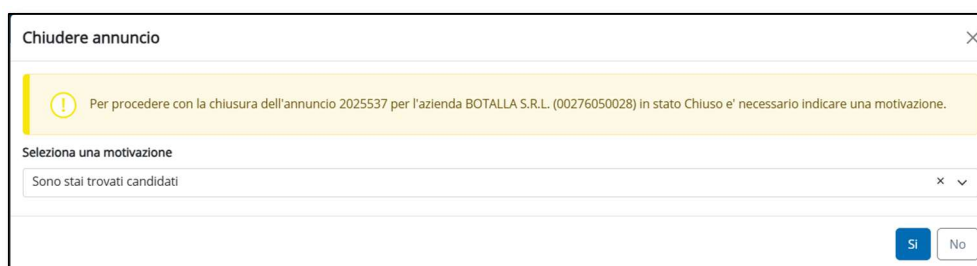 Chiudere annuncio
Per procedere con la chiusura dell'annuncio 2025537 per l'azienda BOTALLA S.R.L. (00276050028) in stato Chiuso e' necessario indicare una motivazione.
Seleziona una motivazione
Sono stai trovati candidati
Si No